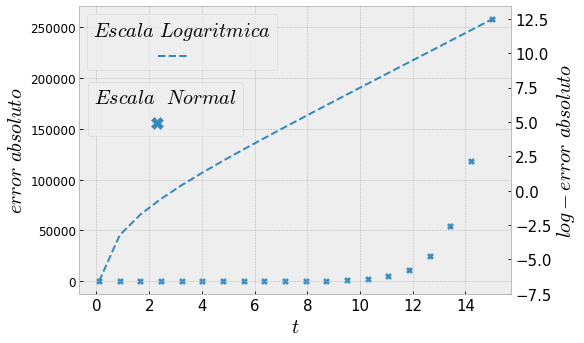 Escala Logaritmica
Escala Normal
error absoluto
250000
200000
150000
100000
50000
0
12.5
10.0
7.5
5.0
2.5
0.0
−2.5
−5.0
−7.5
log − error absoluto
0 2 4 6 8 10 12 14
t